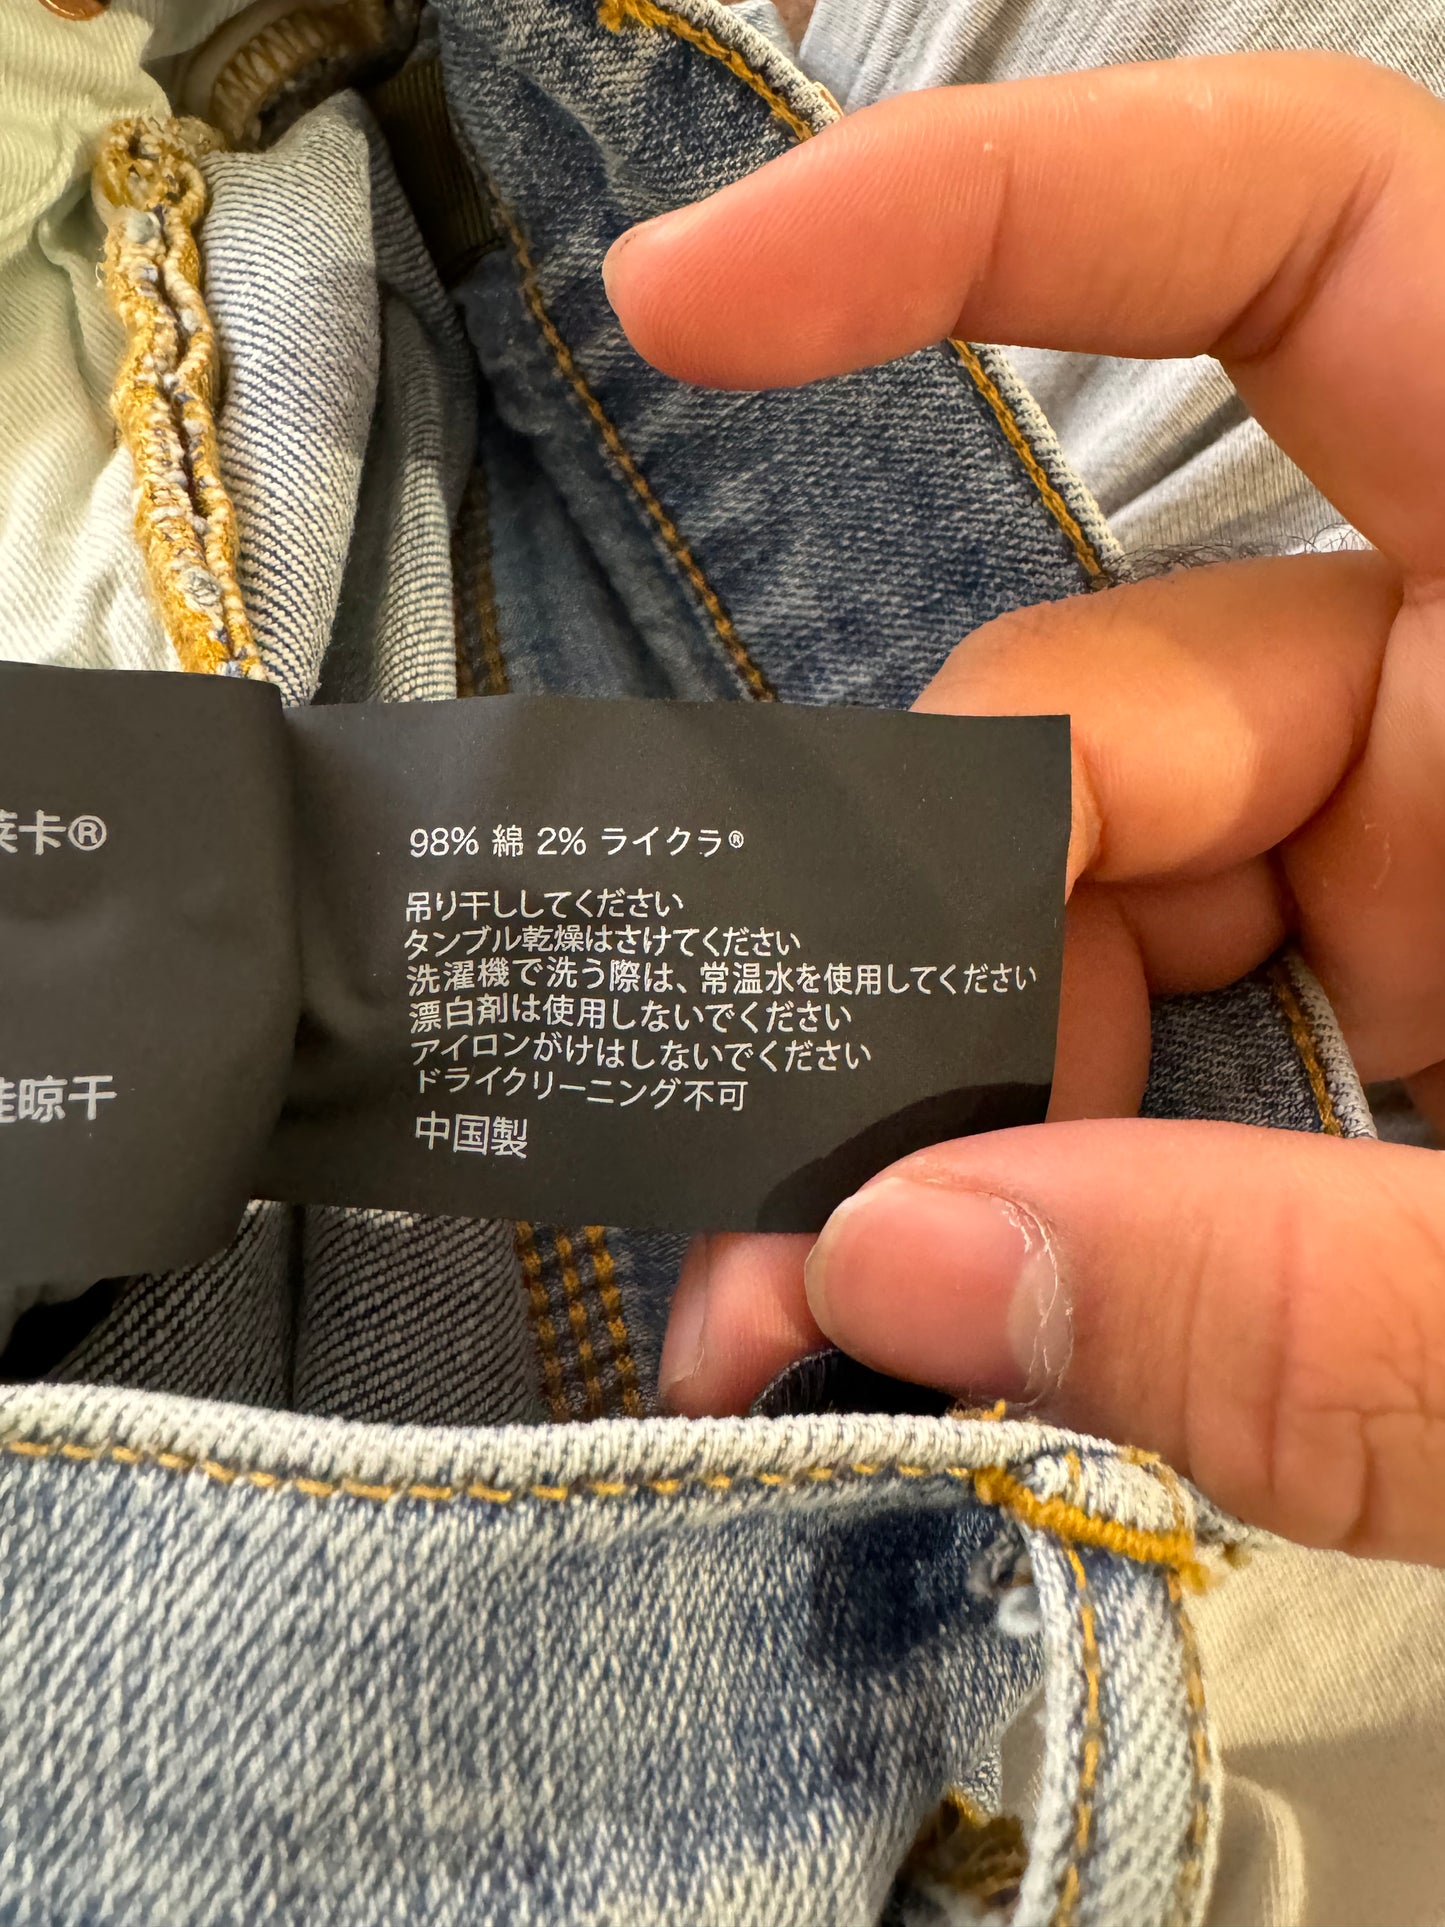 卡®
晾干
98% 綿 2% ライクラ®
吊り干ししてください
タンブル乾燥はさけてください
洗濯機で洗う際は、常温水を使用してください
漂白剤は使用しないでください
アイロンがけはしないでください
ドライクリーニング不可
中国製